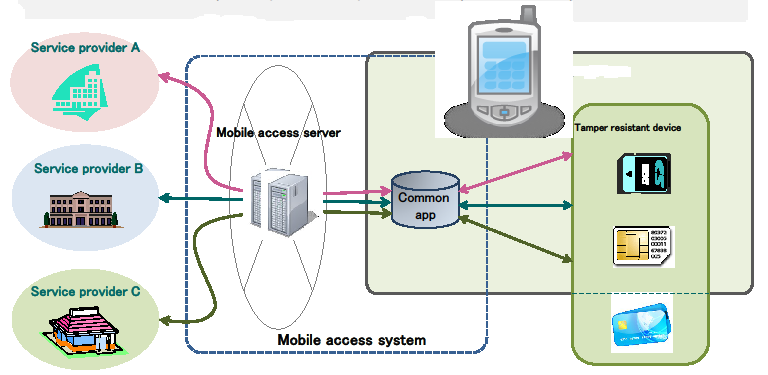 Service provider A
Mobile access server
Tamper resistant device
Service provider B
Common
app
Service provider C
Mobile access system